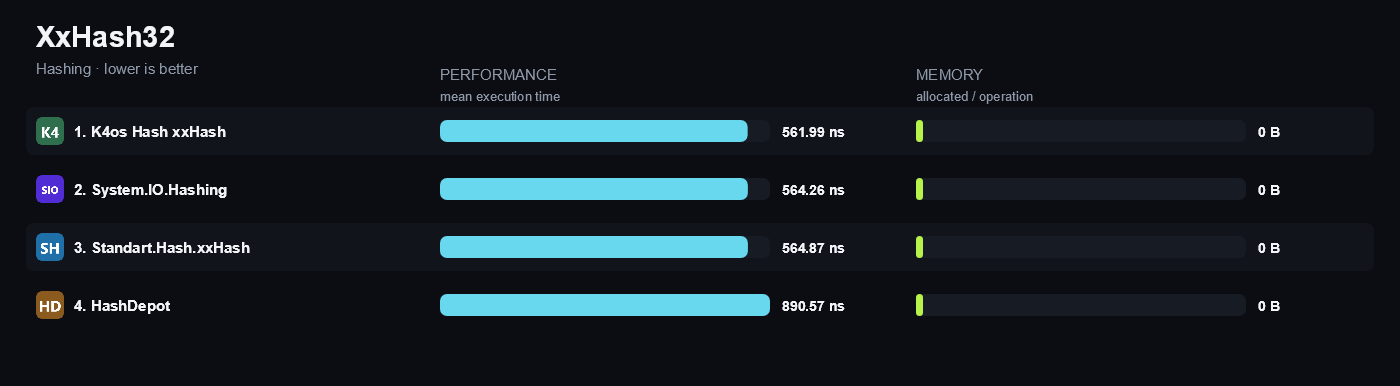 XxHash32
Hashing · lower is better
PERFORMANCE
mean execution time
MEMORY
allocated / operation
K4 1. K4os Hash xxHash 561.99 ns 0 B
SIO 2. System.IO.Hashing 564.26 ns 0 B
SH 3. Standart.Hash.xxHash 564.87 ns 0 B
HD 4. HashDepot 890.57 ns 0 B